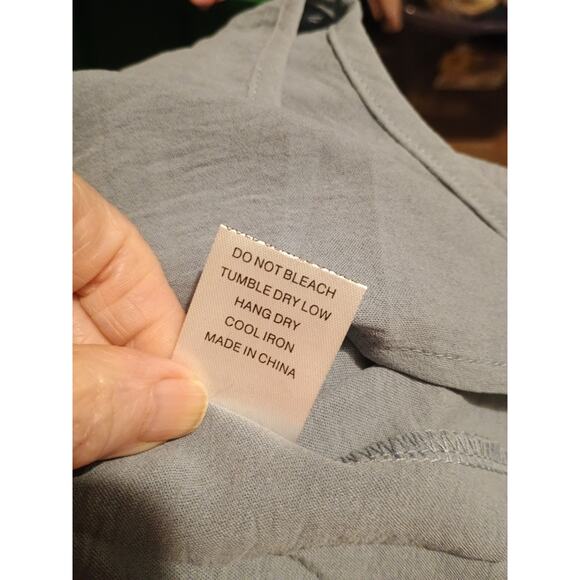 DO NOT BLEACH
TUMBLE DRY LOW
HANG DRY
COOL IRON
MADE IN CHINA